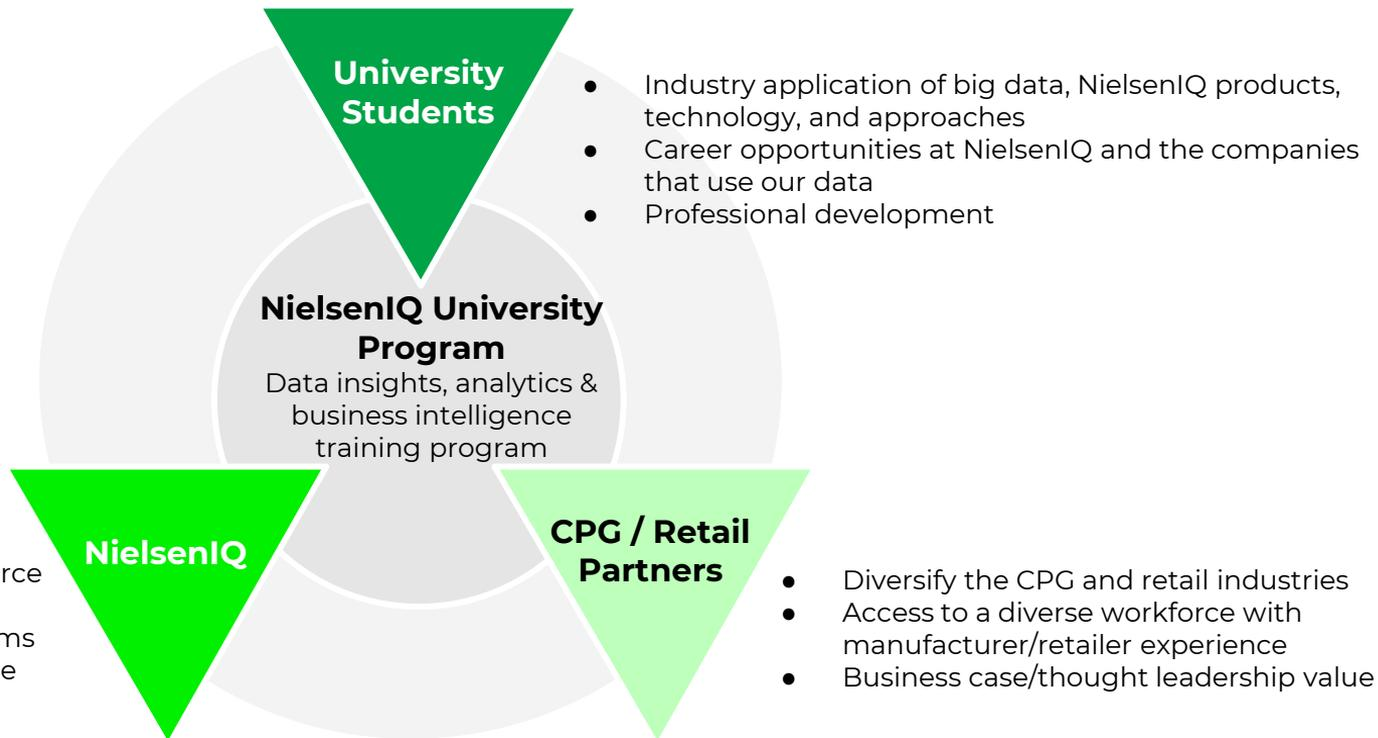 University
Students
● Industry application of big data, NielsenIQ products,
technology, and approaches
● Career opportunities at NielsenIQ and the companies
that use our data
● Professional development
NielsenIQ University
Program
Data insights, analytics &
business intelligence
training program
NielsenIQ
rce
ms
e
CPG / Retail
Partners
● Diversify the CPG and retail industries
● Access to a diverse workforce with
manufacturer/retailer experience
● Business case/thought leadership value